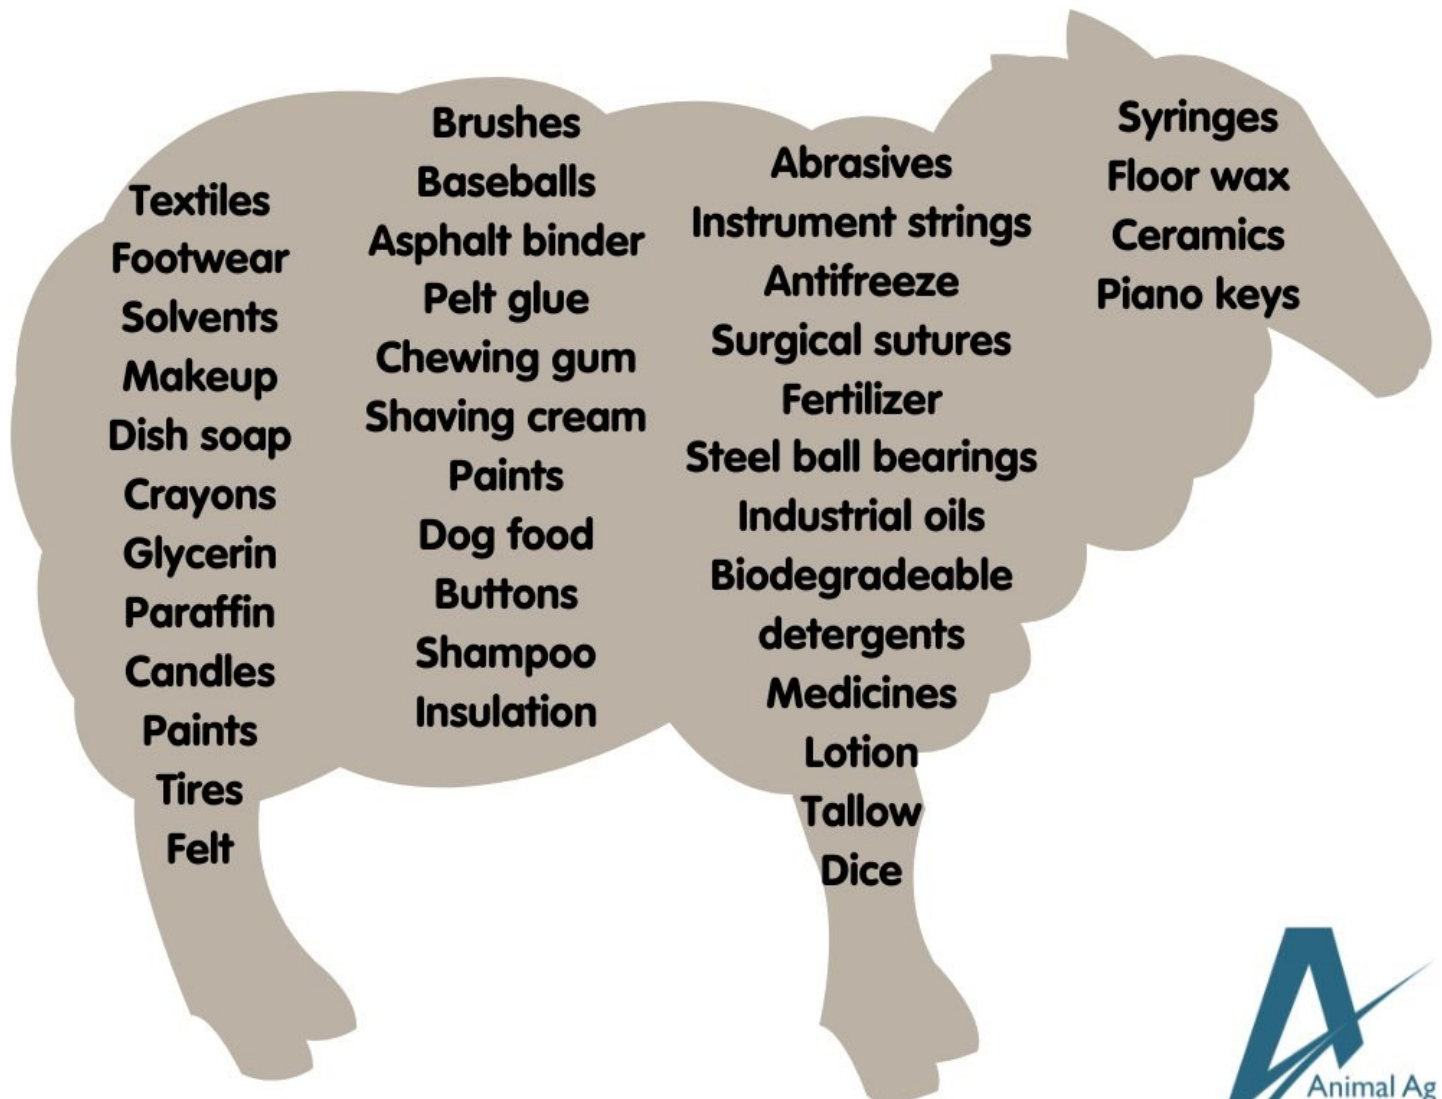 Textiles
Footwear
Solvents
Makeup
Dish soap
Crayons
Glycerin
Paraffin
Candles
Paints
Tires
Felt
Brushes
Baseballs
Asphalt binder
Pelt glue
Chewing gum
Shaving cream
Paints
Dog food
Buttons
Shampoo
Insulation
Abrasives
Instrument strings
Antifreeze
Surgical sutures
Fertilizer
Steel ball bearings
Industrial oils
Biodegradeable
detergents
Medicines
Lotion
Tallow
Dice
Syringes
Floor wax
Ceramics
Piano keys
Animal Ag